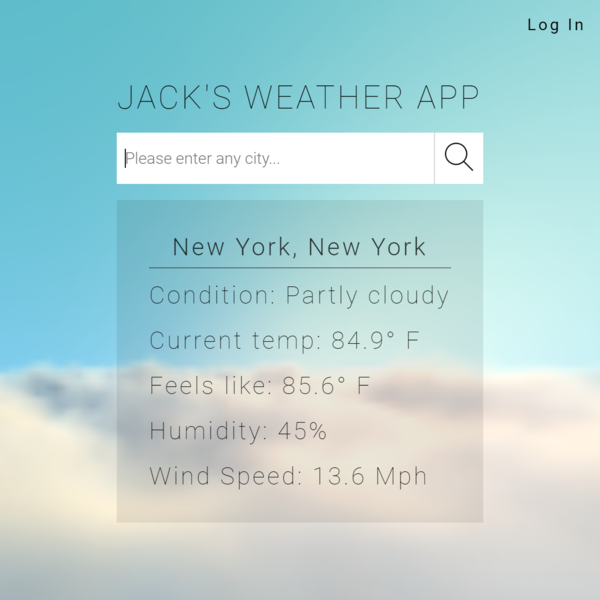 Log In
JACK'S WEATHER APP
Please enter any city...
New York, New York
Condition: Partly cloudy
Current temp: 84.9° F
Feels like: 85.6° F
Humidity: 45%
Wind Speed: 13.6 Mph